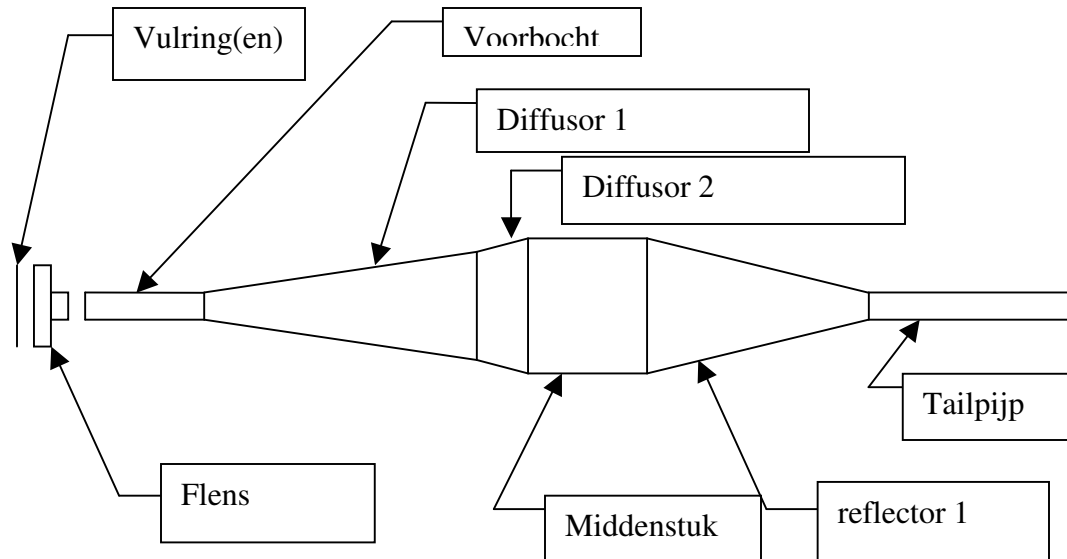 Vulring(en)
Voorbocht
Diffusor 1
Diffusor 2
Tailpijp
Flens
Middenstuk
reflector 1